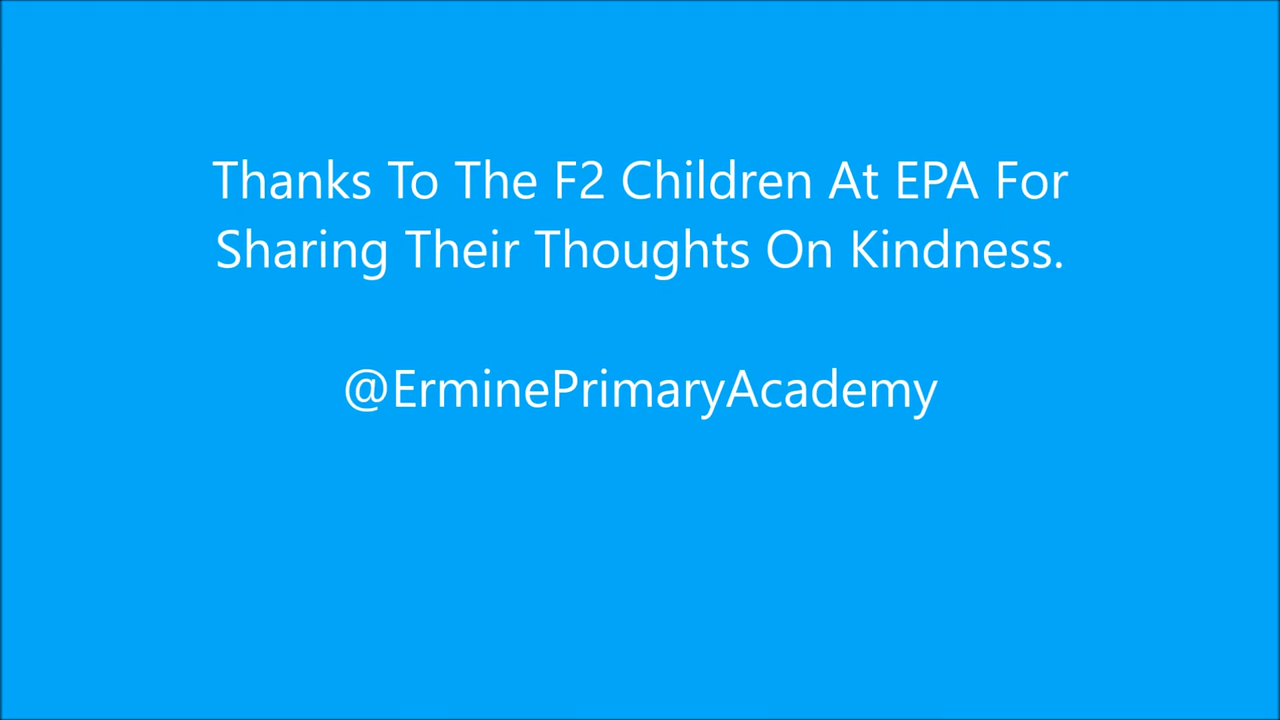 Thanks To The F2 Children At EPA For
Sharing Their Thoughts On Kindness.
@ErminePrimaryAcademy